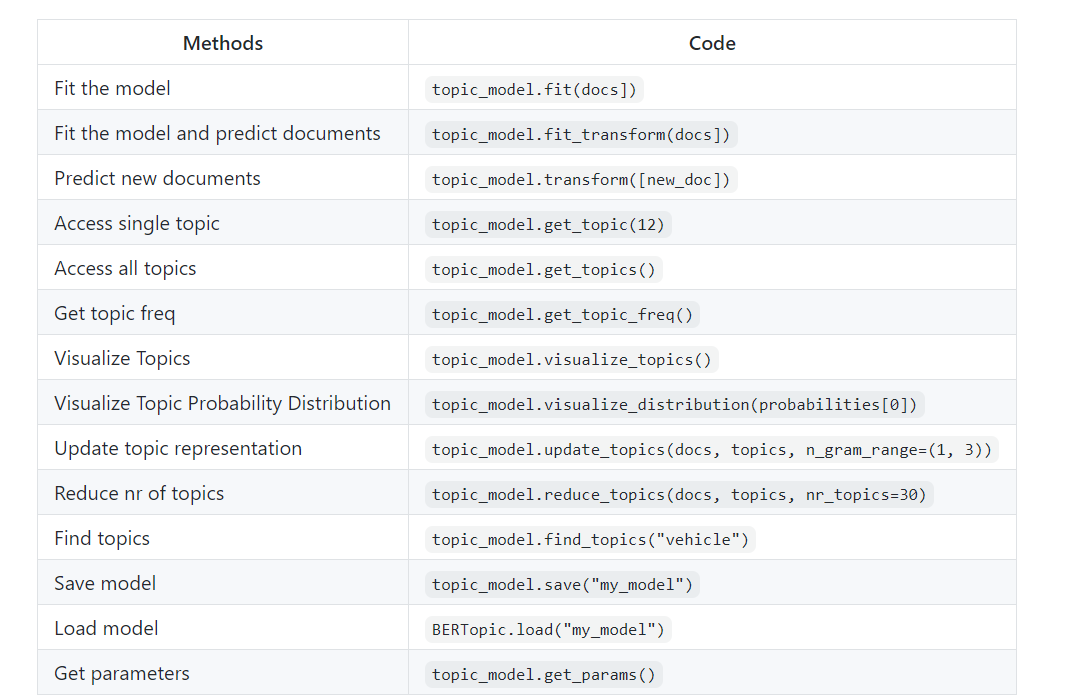 Methods Code
Fit the model topic_model.fit(docs])
Fit the model and predict documents topic_model.fit_transform(docs])
Predict new documents topic_model.transform([new_doc])
Access single topic topic_model.get_topic(12)
Access all topics topic_model.get_topics()
Get topic freq topic_model.get_topic_freq()
Visualize Topics topic_model.visualize_topics()
Visualize Topic Probability Distribution topic_model.visualize_distribution(probabilities[0])
Update topic representation topic_model.update_topics(docs, topics, n_gram_range=(1, 3))
Reduce nr of topics topic_model.reduce_topics(docs, topics, nr_topics=30)
Find topics topic_model.find_topics("vehicle")
Save model topic_model.save("my_model")
Load model BERTopic.load("my_model")
Get parameters topic_model.get_params()